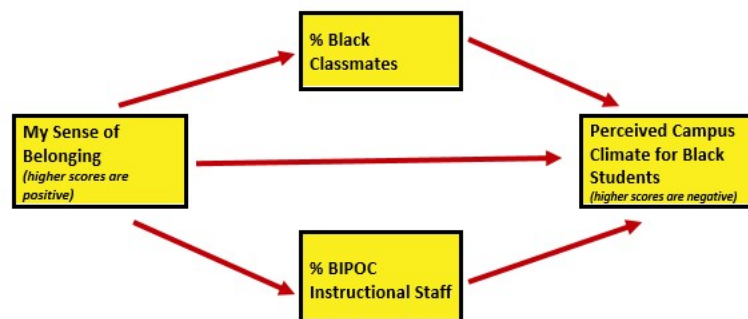 % Black
Classmates
My Sense of
Belonging
(higher scores are
positive)
Perceived Campus
Climate for Black
Students
(higher scores are negative)
% BIPOC
Instructional Staff